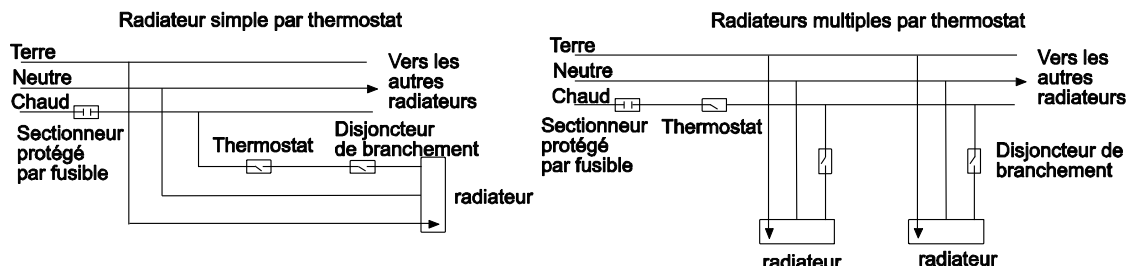 Radiateur simple par thermostat
Terre
Neutre
Chaud
Vers les
autres
radiateurs
Sectionneur
protégé
par fusible
Thermostat
Disjoncteur
de branchement
radiateur
Radiateurs multiples par thermostat
Terre
Neutre
Chaud
Vers les
autres
radiateurs
Sectionneur
protégé
par fusible
Thermostat
Disjoncteur de
branchement
radiateur
radiateur